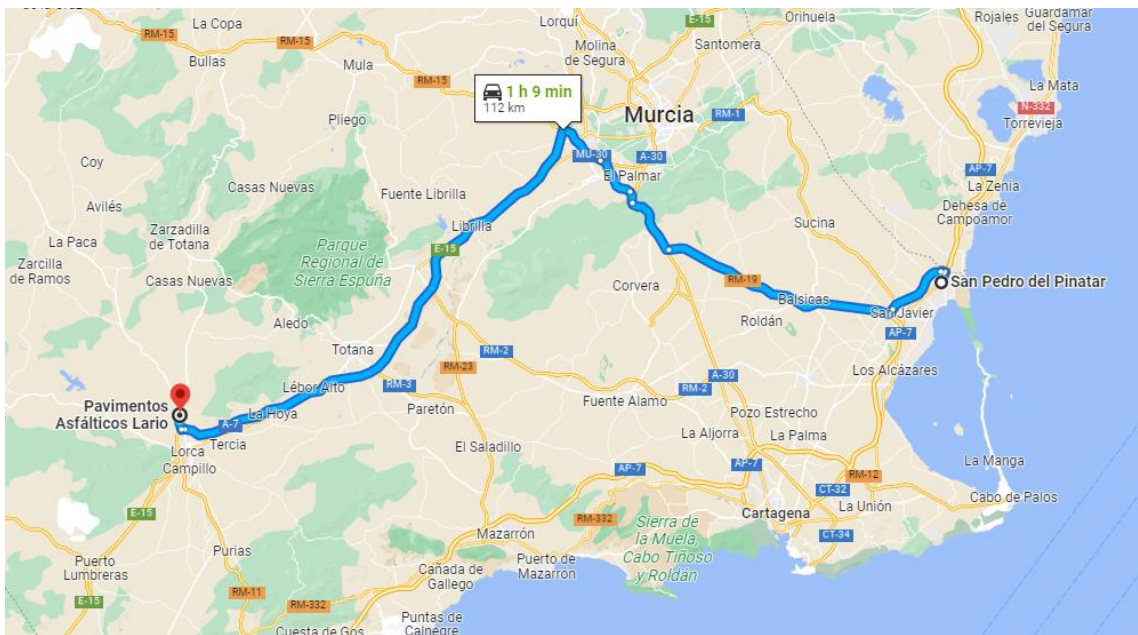 La Copa
RM-15
Bullas
RM-15
Mula
RM-15
Lorquí
E-15
Molina
de Segura
Santomera
Orihuela
RM-16
Rojales
Guardamar
del Segura
La Mata
N-332
Torrevieja
1 h 9 min
112 km
Murcia
RM-1
Pliego
MU-30
A-30
El Palmar
AP-7
La Zenia
Dehesa de
Campoamor
Coy
Casas Nuevas
Fuente Librilla
Avilés
Librilla
Sucina
La Paca
Zarzadilla
de Totana
Parque
Regional de
Sierra Espuña
E-15
Zarcilla
de Ramos
Casas Nuevas
Corvera
RM-19
Balsicas
San Pedro del Pinatar
Roldán
San Javier
AP-7
Aledo
Totana
RM-2
RM-23
Los Alcázares
Lébor Alto
RM-3
A-30
RM-2
Pavimentos
Asfálticos Lario
La Hoya
A-7
Paretón
Fuente Alamo
Pozo Estrecho
Tercia
Lorca
Campillo
El Saladillo
La Aljorra
La Palma
AP-7
AP-7
RM-12
La Manga
CT-32
Cabo de Palos
E-15
RM-332
Cartagena
La Unión
Mazarrón
Sierra de
la Muela,
Cabo Tiñoso
y Roldán
CT-34
Purias
Puerto
Lumbreras
Puerto de
Mazarrón
Cañada de
Gallego
RM-11
E-15
RM-332
Puntas de
Calnegre
Cuesta de Gos